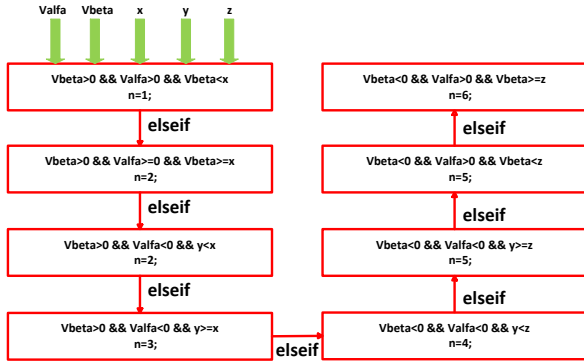 Valfa Vbeta x y z
Vbeta>0 && Valfa>0 && Vbeta<x
n=1;
elseif
Vbeta>0 && Valfa>=0 && Vbeta>=x
n=2;
elseif
Vbeta>0 && Valfa<0 && y<x
n=2;
elseif
Vbeta>0 && Valfa<0 && y>=x
n=3;
elseif
Vbeta<0 && Valfa<0 && y<z
n=4;
elseif
Vbeta<0 && Valfa<0 && y>=z
n=5;
elseif
Vbeta<0 && Valfa>0 && Vbeta<z
n=5;
elseif
Vbeta<0 && Valfa>0 && Vbeta>=z
n=6;